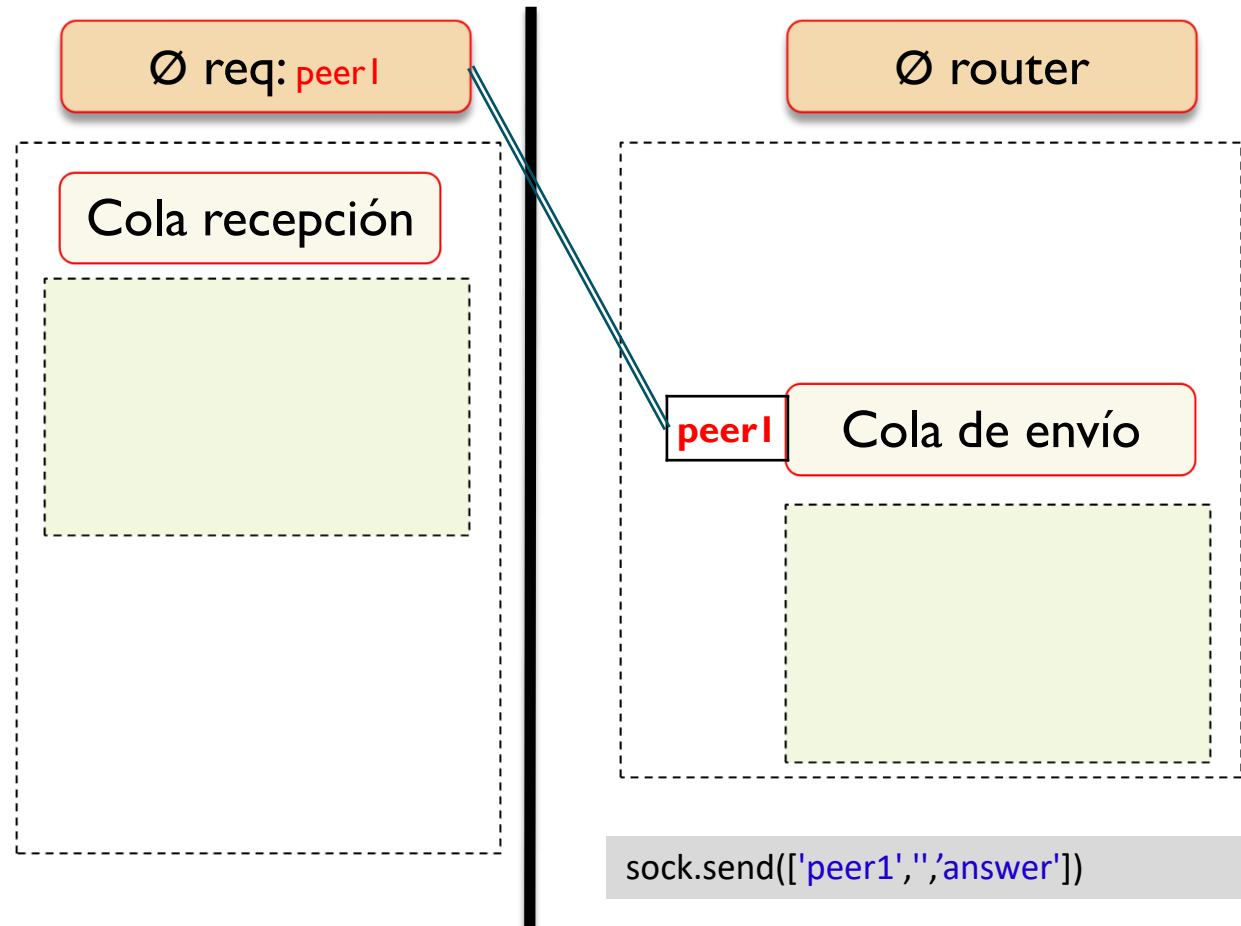 Ø req: peer1
Ø router
Cola recepción
peer1
Cola de envío
sock.send(['peer1','',’answer'])